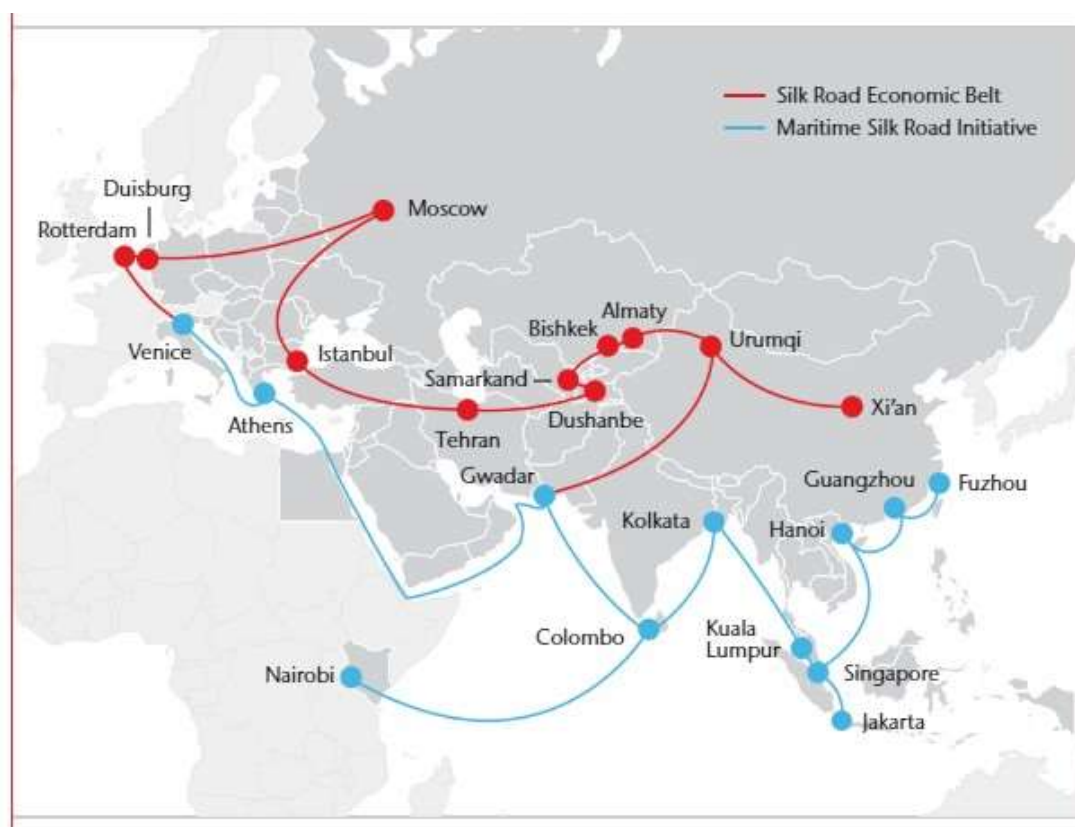 Silk Road Economic Belt
Maritime Silk Road Initiative
Duisburg
Rotterdam
Moscow
Venice
Istanbul
Athens
Bishkek
Almaty
Urumqi
Samarkand
Dushanbe
Tehran
Xi'an
Gwadar
Kolkata
Guangzhou
Fuzhou
Hanoi
Colombo
Kuala
Lumpur
Nairobi
Singapore
Jakarta